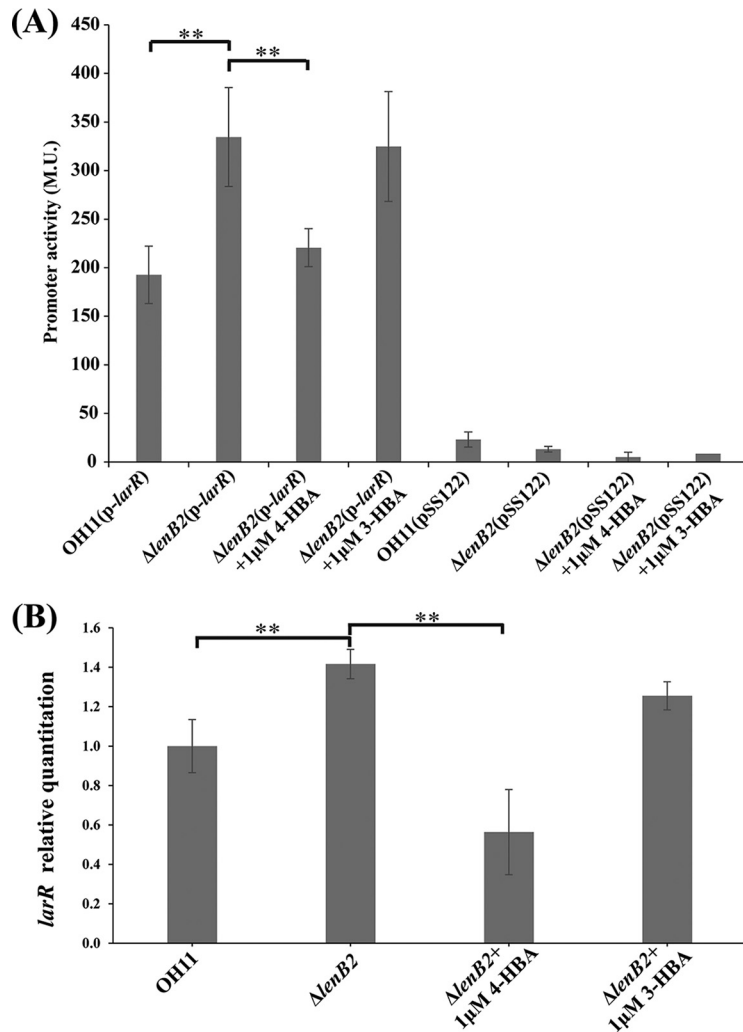 (A)
**
**
450
400
350
300
250
200
150
100
50
0
Promoter activity (M.U.)
OH11(p-larR)
ΔlenB2(p-larR)
ΔlenB2(p-larR)
+1μM 4-HBA
ΔlenB2(p-larR)
+1μM 3-HBA
OH11(pSS122)
ΔlenB2(pSS122)
ΔlenB2(pSS122)
+1μM 4-HBA
ΔlenB2(pSS122)
+1μM 3-HBA
(B)
**
**
1.6
1.4
1.2
1.0
0.8
0.6
0.4
0.2
0.0
larR relative quantitation
OH11
ΔlenB2
ΔlenB2+
1μM 4-HBA
ΔlenB2+
1μM 3-HBA